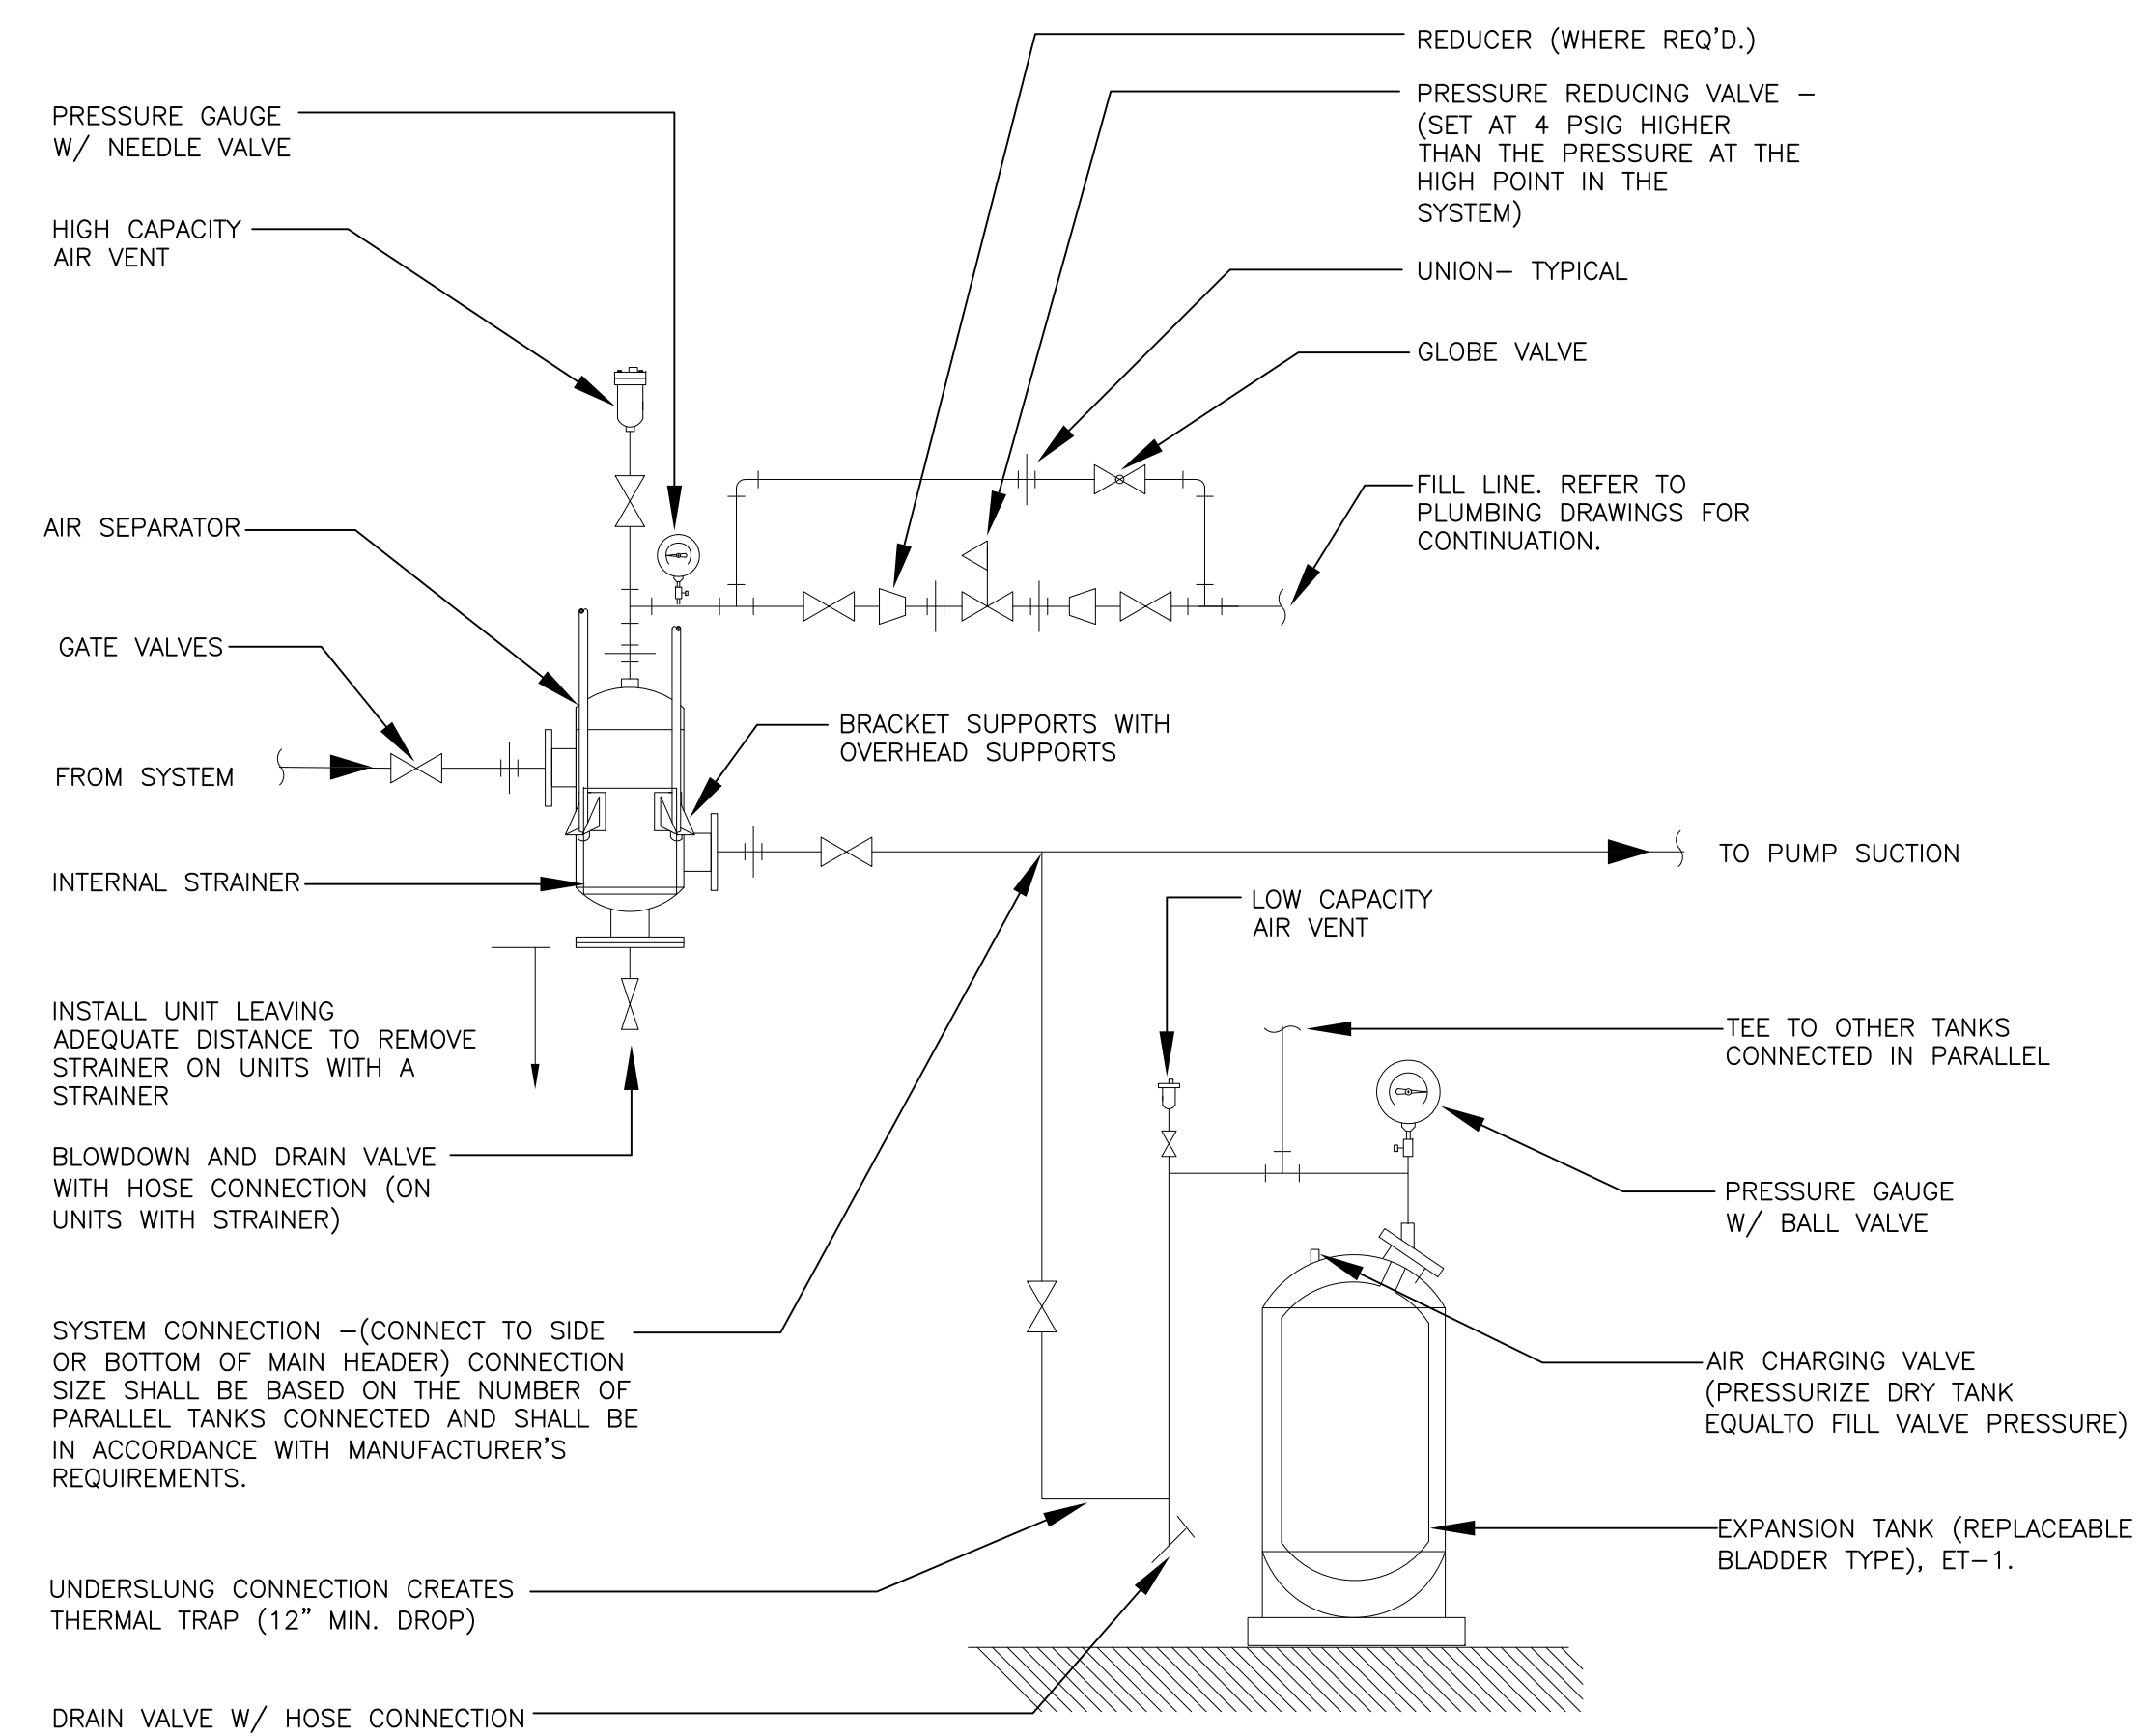 REDUCER (WHERE REQ'D.)
PRESSURE REDUCING VALVE –
(SET AT 4 PSIG HIGHER
THAN THE PRESSURE AT THE
HIGH POINT IN THE
SYSTEM)
UNION– TYPICAL
GLOBE VALVE
FILL LINE. REFER TO
PLUMBING DRAWINGS FOR
CONTINUATION.
PRESSURE GAUGE
W/ NEEDLE VALVE
HIGH CAPACITY
AIR VENT
AIR SEPARATOR
GATE VALVES
FROM SYSTEM
BRACKET SUPPORTS WITH
OVERHEAD SUPPORTS
INTERNAL STRAINER
TO PUMP SUCTION
LOW CAPACITY
AIR VENT
INSTALL UNIT LEAVING
ADEQUATE DISTANCE TO REMOVE
STRAINER ON UNITS WITH A
STRAINER
TEE TO OTHER TANKS
CONNECTED IN PARALLEL
BLOWDOWN AND DRAIN VALVE
WITH HOSE CONNECTION (ON
UNITS WITH STRAINER)
PRESSURE GAUGE
W/ BALL VALVE
SYSTEM CONNECTION –(CONNECT TO SIDE
OR BOTTOM OF MAIN HEADER) CONNECTION
SIZE SHALL BE BASED ON THE NUMBER OF
PARALLEL TANKS CONNECTED AND SHALL BE
IN ACCORDANCE WITH MANUFACTURER'S
REQUIREMENTS.
AIR CHARGING VALVE
(PRESSURIZE DRY TANK
EQUALTO FILL VALVE PRESSURE)
EXPANSION TANK (REPLACEABLE
BLADDER TYPE), ET–1.
UNDERSLUNG CONNECTION CREATES
THERMAL TRAP (12" MIN. DROP)
DRAIN VALVE W/ HOSE CONNECTION